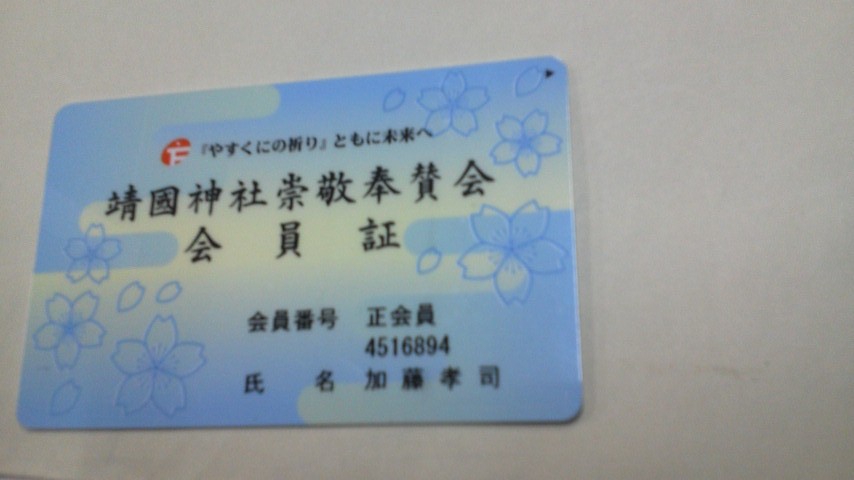 『やすくにの祈り』ともに未来へ
靖國神社崇敬奉賛会
会員証
会員番号 正会員
4516894
氏名 加藤孝司